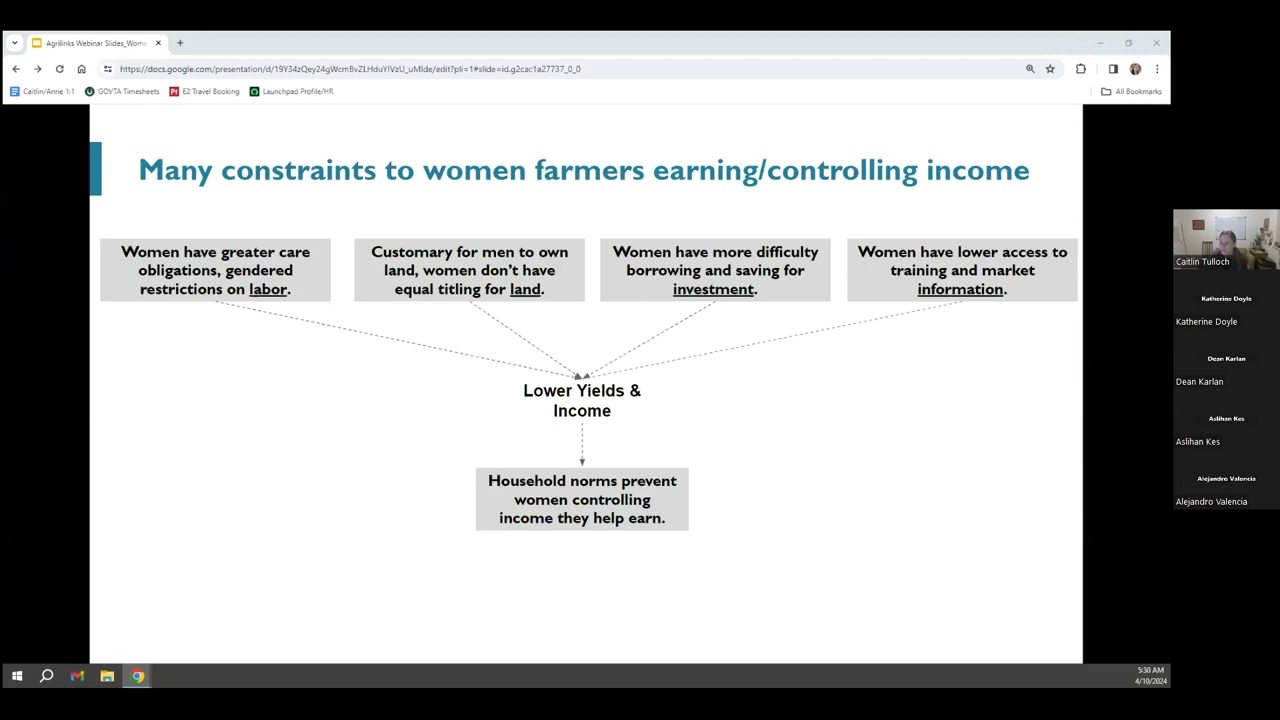 Agrilinks Webinar Slides_Wome
https://docs.google.com/presentation/d/19Y34zQey24gWcmBvZLHduYlVzU_uMlde/edit?pli=1#slide=id.g2cac1a27737_0_0
Caitlin/Anne 1:1
GOVTA Timesheets
E2 Travel Booking
Launchpad Profile/HR
All Bookmarks
Many constraints to women farmers earning/controlling income
Women have greater care
obligations, gendered
restrictions on labor.
Customary for men to own
land, women don't have
equal titling for land.
Women have more difficulty
borrowing and saving for
investment.
Women have lower access to
training and market
information.
Lower Yields &
Income
Household norms prevent
women controlling
income they help earn.
Caitlin Tulloch
Katherine Doyle
Katherine Doyle
Dean Karlan
Dean Karlan
Aslihan Kes
Aslihan Kes
Alejandro Valencia
Alejandro Valencia
5:30 AM
4/10/2024